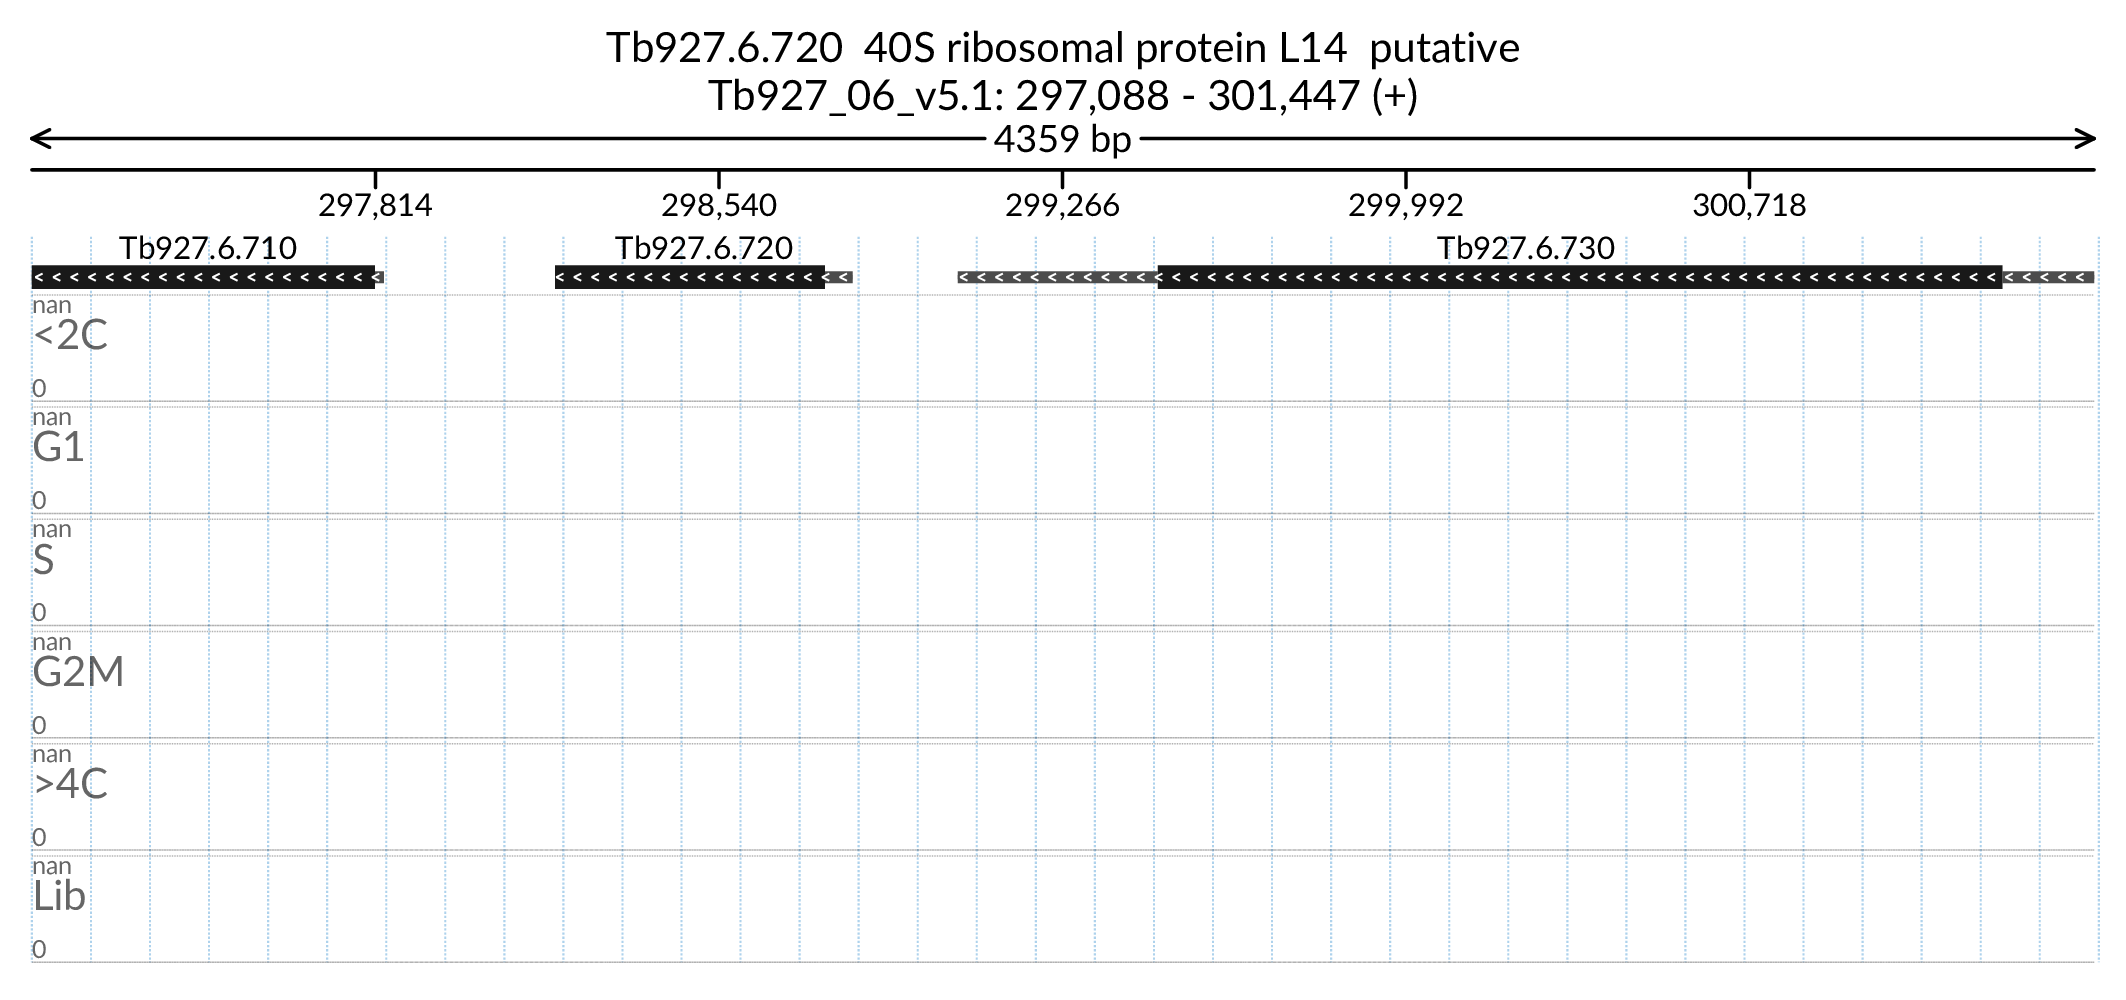 Tb927.6.720  40S ribosomal protein L14  putative
Tb927_06_v5.1: 297,088 - 301,447 (+)
4359 bp
297,814 298,540 299,266 299,992 300,718
Tb927.6.710 Tb927.6.720 Tb927.6.730
nan
<2C
0
nan
G1
0
nan
S
0
nan
G2M
0
nan
>4C
0
nan
Lib
0